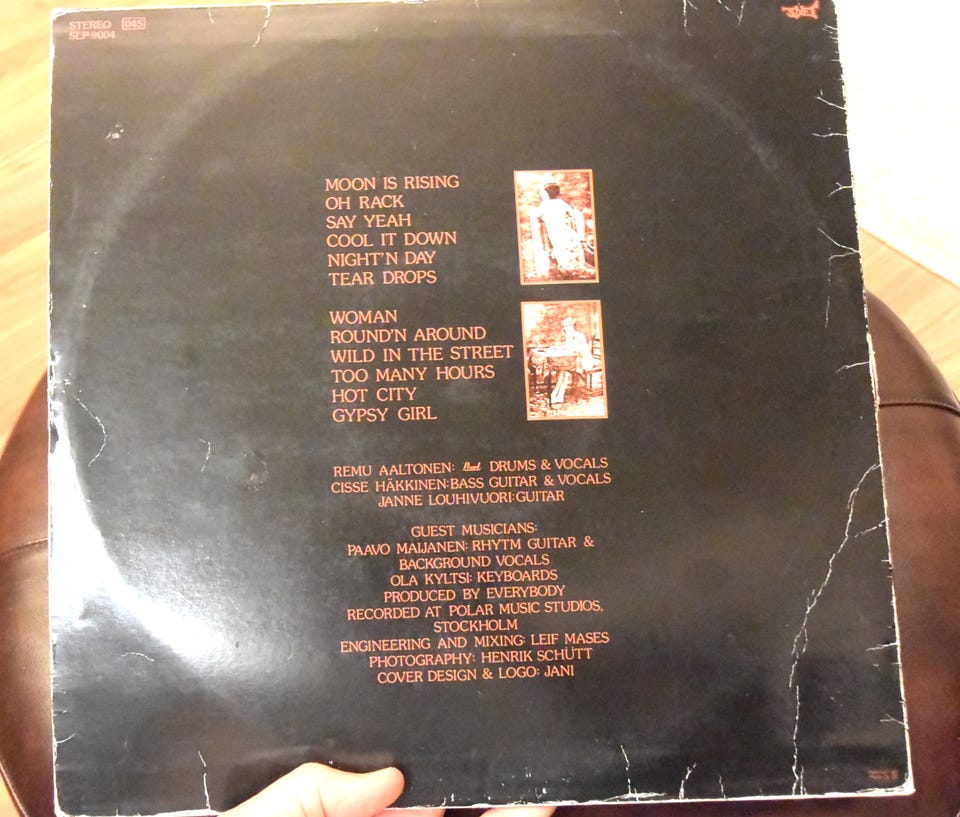 STEREO 045
SLP 9004
SONET
MOON IS RISING
OH RACK
SAY YEAH
COOL IT DOWN
NIGHT'N DAY
TEAR DROPS
WOMAN
ROUND'N AROUND
WILD IN THE STREET
TOO MANY HOURS
HOT CITY
GYPSY GIRL
REMU AALTONEN: DRUMS & VOCALS
CISSE HÄKKINEN: BASS GUITAR & VOCALS
JANNE LOUHIVUORI: GUITAR
GUEST MUSICIANS:
PAAVO MAIJANEN: RHYTM GUITAR &
BACKGROUND VOCALS
OLA KYLTSI: KEYBOARDS
PRODUCED BY EVERYBODY
RECORDED AT POLAR MUSIC STUDIOS,
STOCKHOLM
ENGINEERING AND MIXING: LEIF MASES
PHOTOGRAPHY: HENRIK SCHÜTT
COVER DESIGN & LOGO: JANI